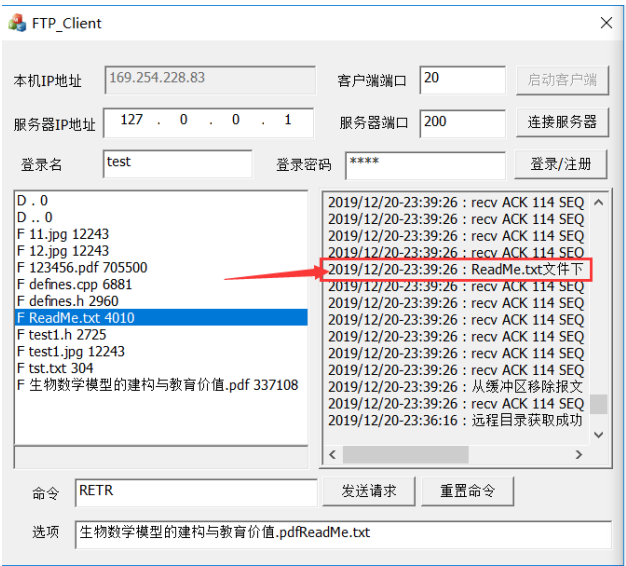 FTP_Client
本机IP地址 169.254.228.83 客户端端口 20 启动客户端
服务器IP地址 127 . 0 . 0 . 1 服务器端口 200 连接服务器
登录名 test 登录密码 **** 登录/注册
D . 0
D .. 0
F 11.jpg 12243
F 12.jpg 12243
F 123456.pdf 705500
F defines.cpp 6881
F defines.h 2960
F ReadMe.txt 4010
F test1.h 2725
F test1.jpg 12243
F tst.txt 304
F 生物数学模型的建构与教育价值.pdf 337108
2019/12/20-23:39:26 : recv ACK 114 SEQ
2019/12/20-23:39:26 : recv ACK 114 SEQ
2019/12/20-23:39:26 : recv ACK 114 SEQ
2019/12/20-23:39:26 : recv ACK 114 SEQ
2019/12/20-23:39:26 : ReadMe.txt文件下
2019/12/20-23:39:26 : recv ACK 114 SEQ
2019/12/20-23:39:26 : recv ACK 114 SEQ
2019/12/20-23:39:26 : recv ACK 114 SEQ
2019/12/20-23:39:26 : recv ACK 114 SEQ
2019/12/20-23:39:26 : recv ACK 114 SEQ
2019/12/20-23:39:26 : recv ACK 114 SEQ
2019/12/20-23:39:26 : 从缓冲区移除报文
2019/12/20-23:39:26 : recv ACK 114 SEQ
2019/12/20-23:36:16 : 远程目录获取成功
命令 RETR 发送请求 重置命令
选项 生物数学模型的建构与教育价值.pdfReadMe.txt